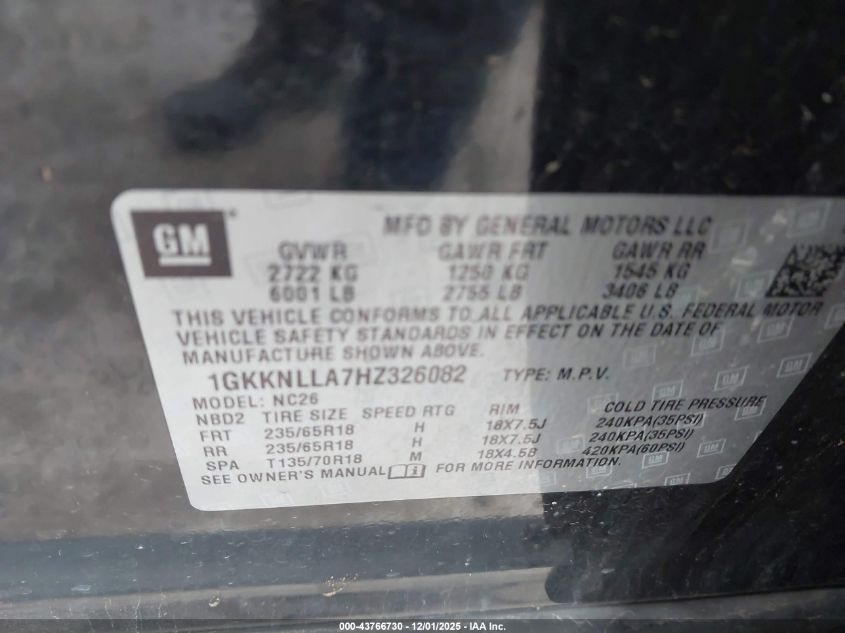 GM
MFD BY GENERAL MOTORS LLC
GVWR GAWR FRT GAWR RR
2722 KG 1250 KG 1545 KG
6001 LB 2755 LB 3406 LB
THIS VEHICLE CONFORMS TO ALL APPLICABLE U.S. FEDERAL MOTOR
VEHICLE SAFETY STANDARDS IN EFFECT ON THE DATE OF
MANUFACTURE SHOWN ABOVE.
1GKKNLLA7HZ326082 TYPE: M.P.V.
MODEL: NC26
NBD2 TIRE SIZE SPEED RTG RIM COLD TIRE PRESSURE
FRT 235/65R18 H 18X7.5J 240KPA(35PSI)
RR 235/65R18 H 18X7.5J 240KPA(35PSI)
SPA T135/70R18 M 18X4.5B 420KPA(60PSI)
SEE OWNER'S MANUAL FOR MORE INFORMATION.
000-43766730 - 12/01/2025 - IAA Inc.